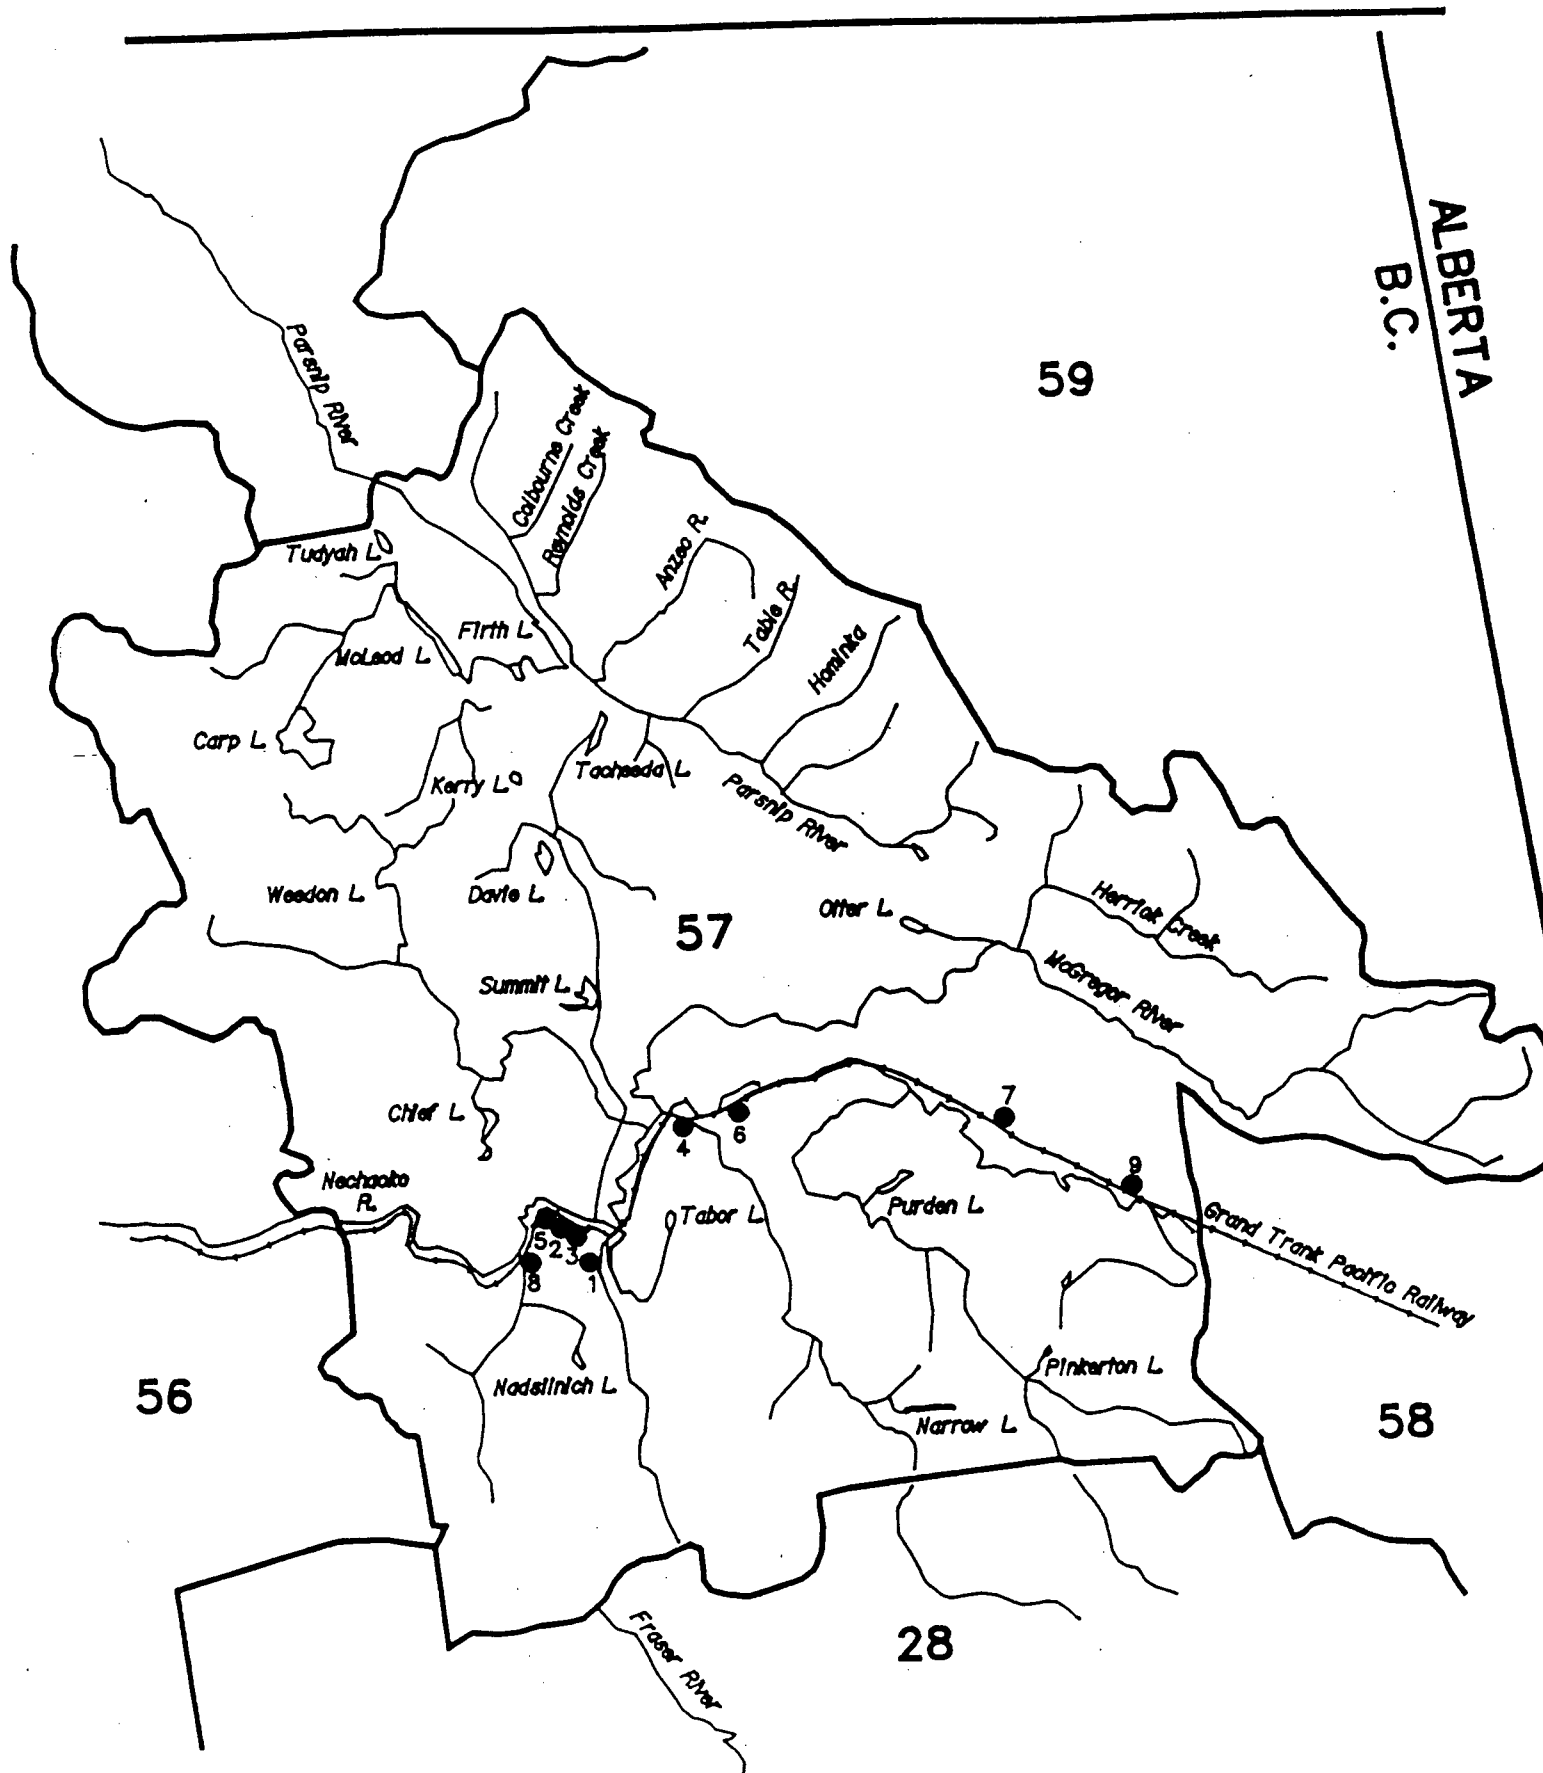 ALBERTA
B.C.
59
Parsnip River
Colbourne Creek
Reynolds Creek
Anzac R.
Tudyah L.
Table R.
Firth L.
Hominka
McLeod L.
Carp L.
Tacheeda L.
Kerry L.
Parsnip River
Weedon L.
Davie L.
57
Otter L.
Herrick Creek
McGregor River
Summit L.
Chief L.
4
6
7
9
Nechacko
R.
Tabor L.
Purden L.
Grand Trank Pacific Railway
5
2
3
1
8
56
Nadsilnich L.
Pinkerton L.
Narrow L.
58
28
Fraser River